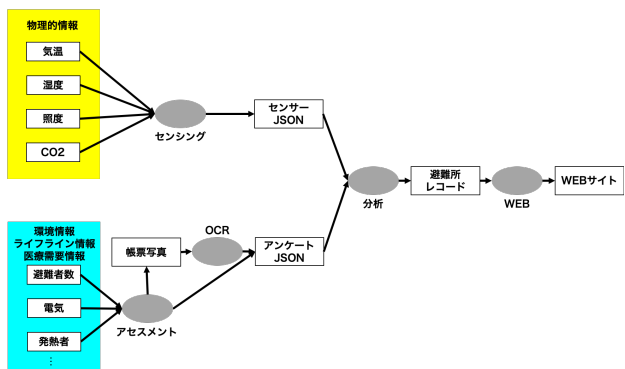 物理的情報
気温
湿度
照度
CO2
センシング
センサー
JSON
環境情報
ライフライン情報
医療需要情報
避難者数
電気
発熱者
⋮
アセスメント
帳票写真
OCR
アンケート
JSON
分析
避難所
レコード
WEB
WEBサイト